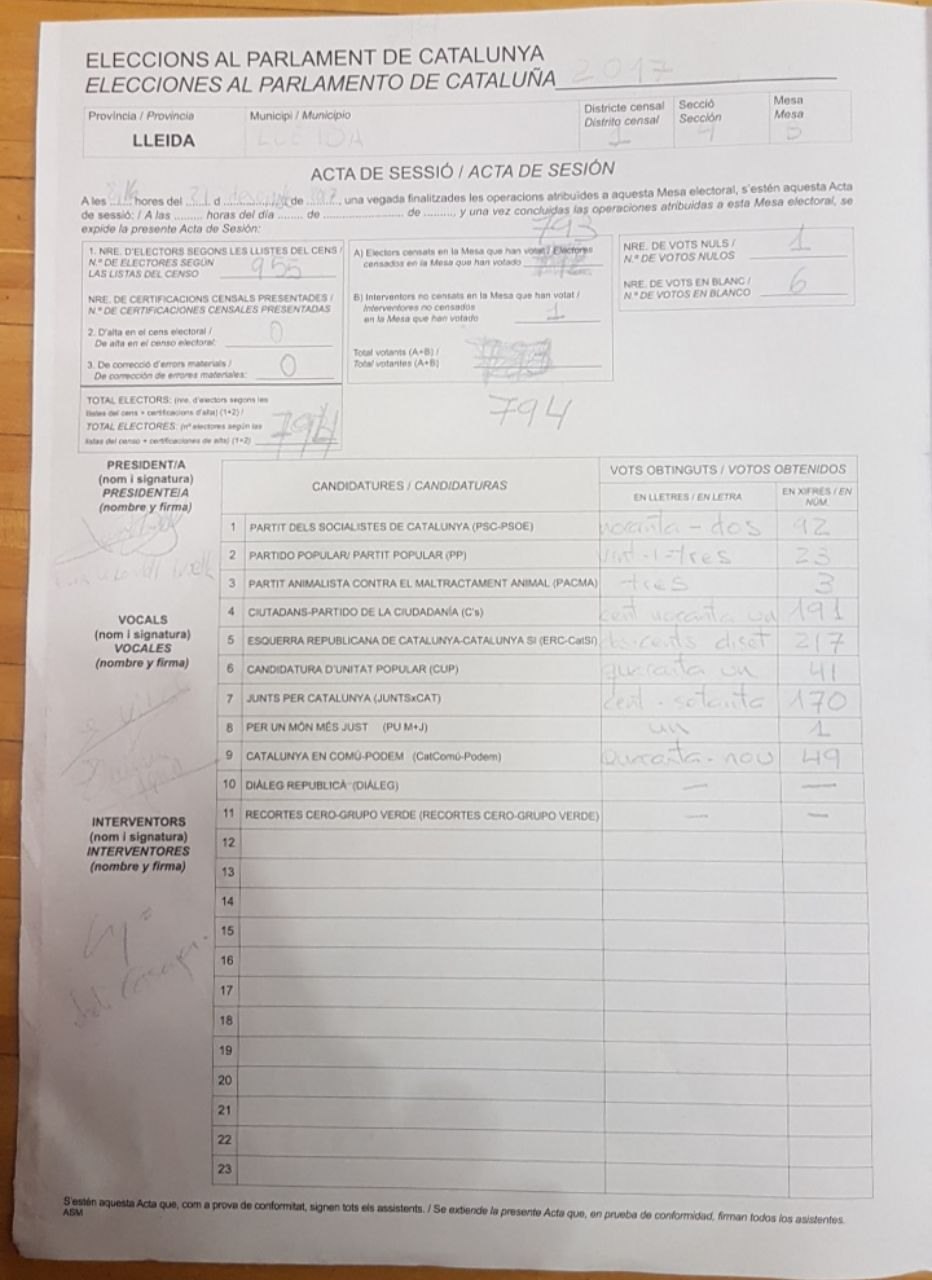 ELECCIONS AL PARLAMENT DE CATALUNYA
ELECCIONES AL PARLAMENTO DE CATALUÑA 2017
Provincia / Provincia
LLEIDA
Municipi / Municipio
LLEIDA
Districte censal
Distrito censal
1
Secció
Sección
4
Mesa
Mesa
ACTA DE SESSIÓ / ACTA DE SESIÓN
A les hores del 21 d de 2017 una vegada finalitzades les operacions atribuïdes a aquesta Mesa electoral, s'estén aquesta Acta
de sessió: / A las ......... horas del día ........ de ........................ de ......... y una vez concluidas las operaciones atribuidas a esta Mesa electoral, se
expide la presente Acta de Sesión:
1. NRE. D'ELECTORS SEGONS LES LLISTES DEL CENS /
N.º DE ELECTORES SEGÚN
LAS LISTAS DEL CENSO
955
NRE. DE CERTIFICACIONS CENSALS PRESENTADES /
N.º DE CERTIFICACIONES CENSALES PRESENTADAS
2. D'alta en el cens electoral /
De alta en el censo electoral:
0
3. De correcció d'errors materials /
De corrección de errores materiales:
0
TOTAL ELECTORS: (nre. d'electors segons les
llistes del cens + certificacions d'alta) (1+2) /
TOTAL ELECTORES: (nº electores según las
listas del censo + certificaciones de alta) (1+2)
794
793
A) Electors censats en la Mesa que han votat / Electores
censados en la Mesa que han votado
B) Interventors no censats en la Mesa que han votat /
Interventores no censados
en la Mesa que han votado
1
Total votants (A+B) /
Total votantes (A+B)
794
NRE. DE VOTS NULS /
N.º DE VOTOS NULOS
1
NRE. DE VOTS EN BLANC /
N.º DE VOTOS EN BLANCO
6
PRESIDENT/A
(nom i signatura)
PRESIDENTE/A
(nombre y firma)
VOCALS
(nom i signatura)
VOCALES
(nombre y firma)
INTERVENTORS
(nom i signatura)
INTERVENTORES
(nombre y firma)
CANDIDATURES / CANDIDATURAS
VOTS OBTINGUTS / VOTOS OBTENIDOS
EN LLETRES / EN LETRA
EN XIFRES / EN
NÚM.
1 PARTIT DELS SOCIALISTES DE CATALUNYA (PSC-PSOE) noranta-dos 92
2 PARTIDO POPULAR/ PARTIT POPULAR (PP) vint-i-tres 23
3 PARTIT ANIMALISTA CONTRA EL MALTRACTAMENT ANIMAL (PACMA) tres 3
4 CIUTADANS-PARTIDO DE LA CIUDADANÍA (C's) cent noranta un 191
5 ESQUERRA REPUBLICANA DE CATALUNYA-CATALUNYA SÍ (ERC-CatSí) dos-cents diset 217
6 CANDIDATURA D'UNITAT POPULAR (CUP) quaranta un 41
7 JUNTS PER CATALUNYA (JUNTSxCAT) cent-setanta 170
8 PER UN MÓN MÉS JUST (PU M+J) un 1
9 CATALUNYA EN COMÚ-PODEM (CatComú-Podem) Quaranta-nou 49
10 DIÀLEG REPUBLICÀ (DIÀLEG) — —
11 RECORTES CERO-GRUPO VERDE (RECORTES CERO-GRUPO VERDE) — —
12
13
14
15
16
17
18
19
20
21
22
23
S'estén aquesta Acta que, com a prova de conformitat, signen tots els assistents. / Se extiende la presente Acta que, en prueba de conformidad, firman todos los asistentes.
ASM